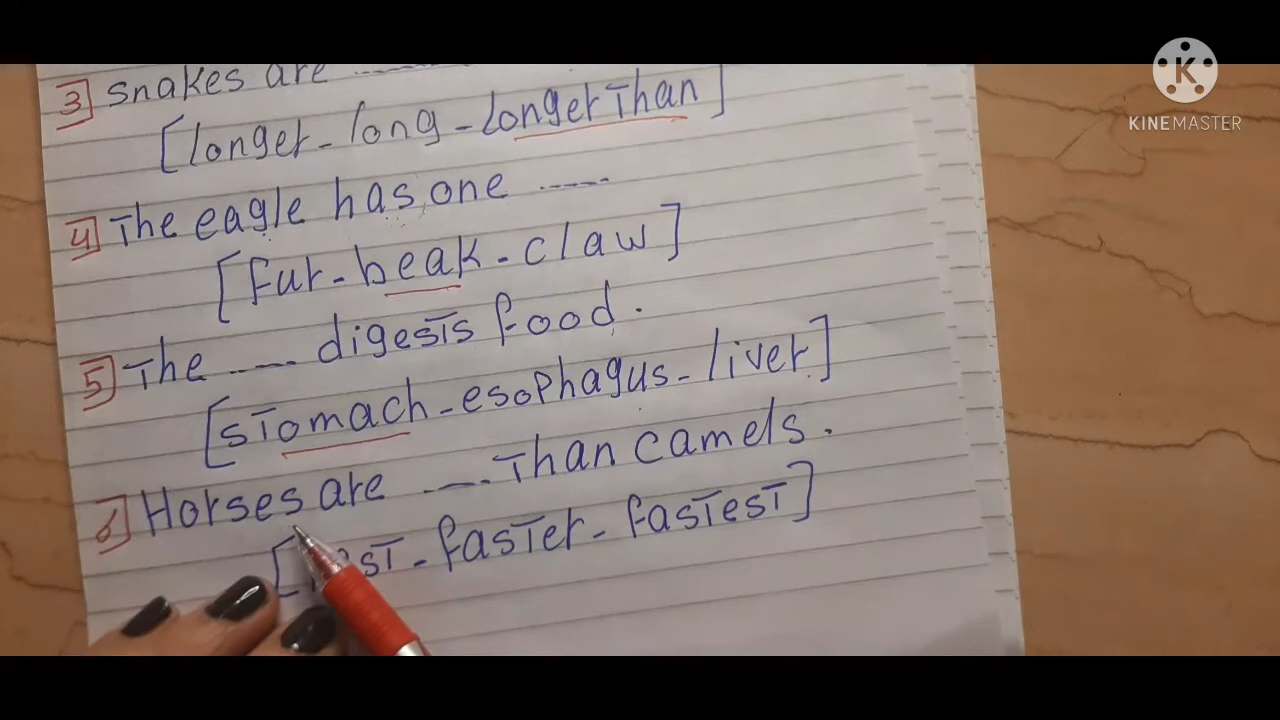 3 Snakes are ........
[longer - long - longer Than]
4 The eagle has one ......
[fur - beak - claw]
5 The ...... digests food.
[stomach - esophagus - liver]
6 Horses are ...... Than camels.
[faster - fastest]
K
KINEMASTER